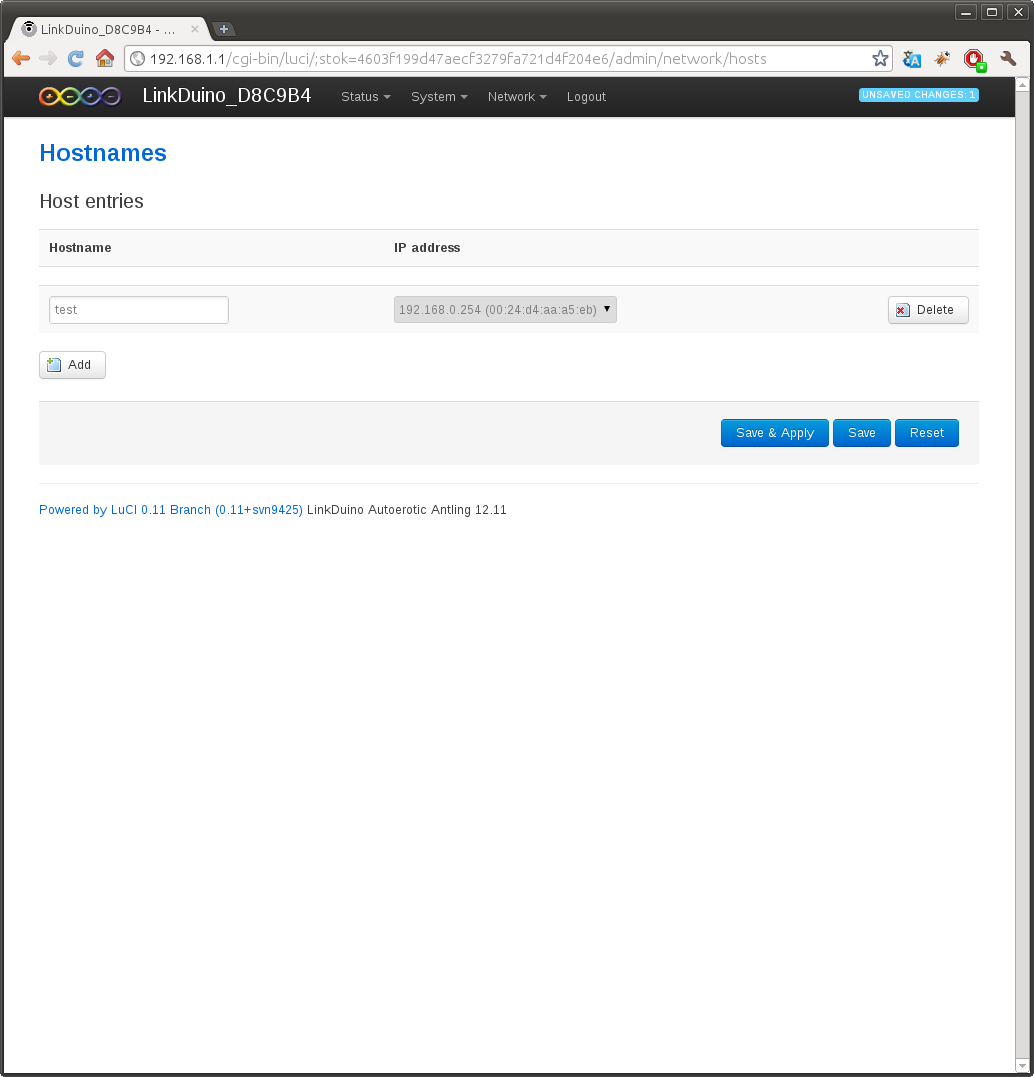 LinkDuino_D8C9B4 - ...
192.168.1.1/cgi-bin/luci/;stok=4603f199d47aecf3279fa721d4f204e6/admin/network/hosts
LinkDuino_D8C9B4 Status System Network Logout UNSAVED CHANGES: 1
Hostnames
Host entries
Hostname IP address
test 192.168.0.254 (00:24:d4:aa:a5:eb) Delete
Add
Save & Apply Save Reset
Powered by LuCI 0.11 Branch (0.11+svn9425) LinkDuino Autoerotic Antling 12.11